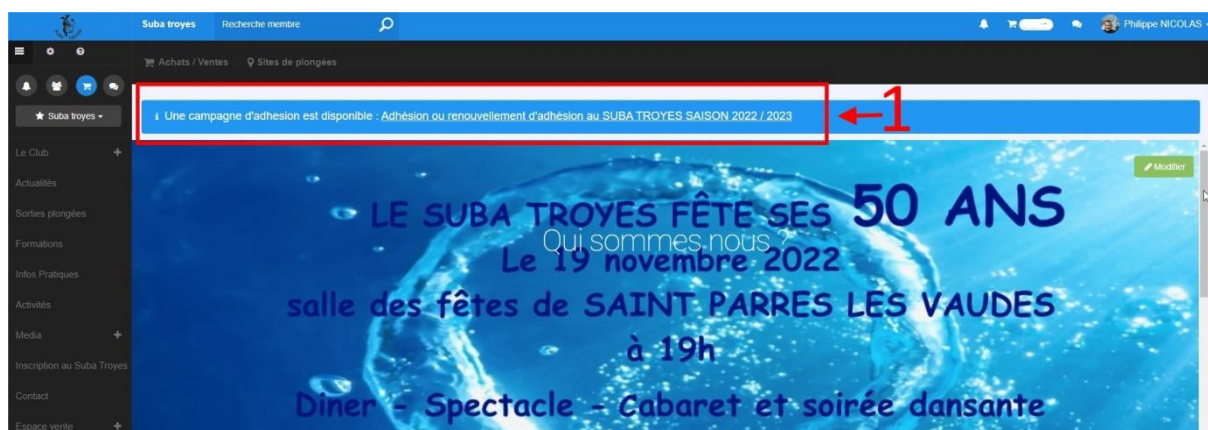 Suba troyes
Recherche membre
Philippe NICOLAS
Achats / Ventes
Sites de plongées
Suba troyes
i Une campagne d'adhesion est disponible : Adhésion ou renouvellement d'adhésion au SUBA TROYES SAISON 2022 / 2023
1
Le Club +
Actualités
Sorties plongées
Formations
Infos Pratiques
Activités
Media +
Inscription au Suba Troyes
Contact
Espace vente +
Modifier
LE SUBA TROYES FÊTE SES 50 ANS
Qui sommes nous ?
Le 19 novembre 2022
salle des fêtes de SAINT PARRES LES VAUDES
à 19h
Diner - Spectacle - Cabaret et soirée dansante